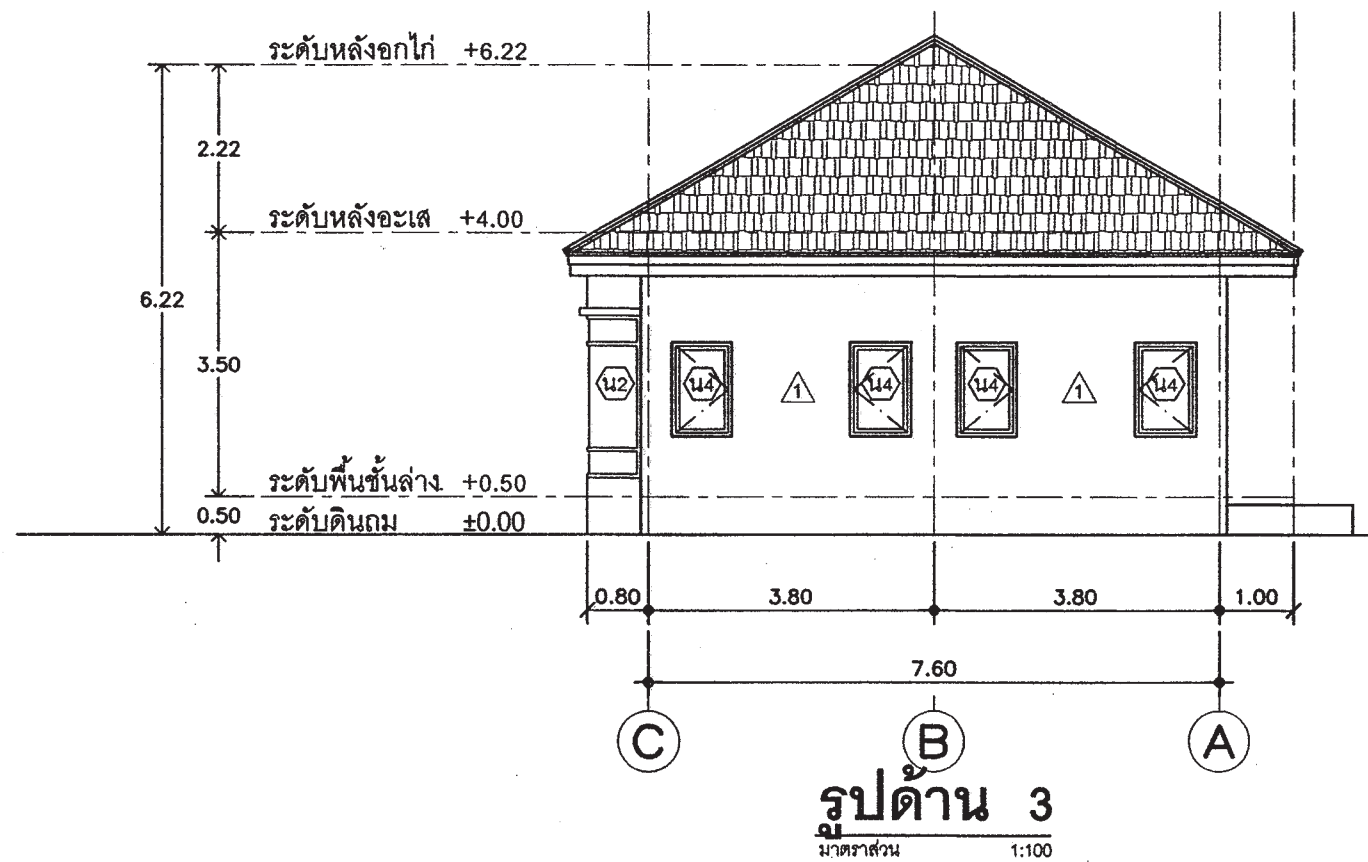 ระดับหลังอกไก่ +6.22
2.22
ระดับหลังอะเส +4.00
6.22
3.50
น2 น4 1 น4 น4 1 น4
ระดับพื้นชั้นล่าง +0.50
0.50 ระดับดินถม ±0.00
0.80 3.80 3.80 1.00
7.60
C B A
รูปด้าน 3
มาตราส่วน 1:100